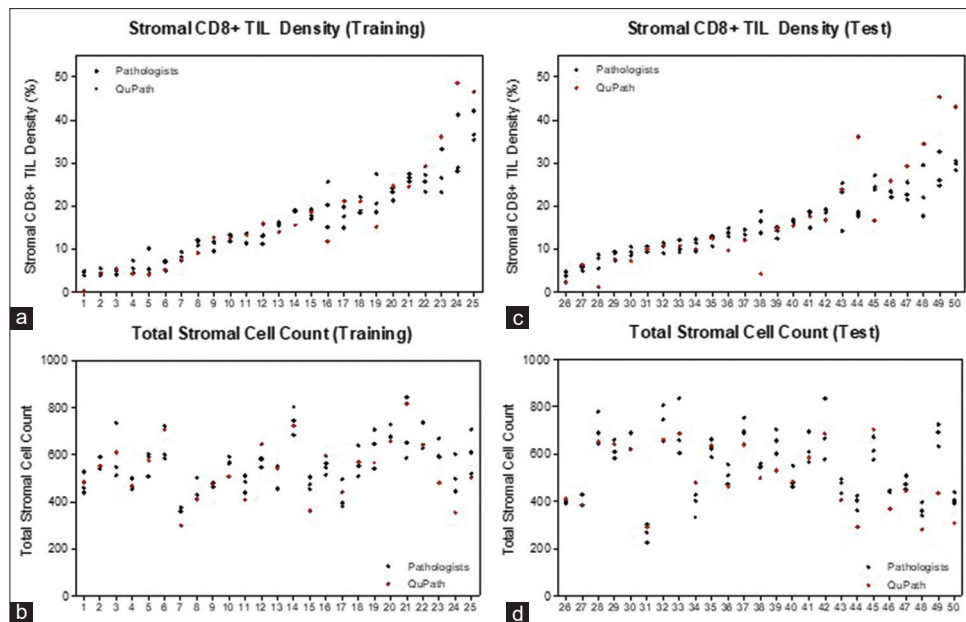 Stromal CD8+ TIL Density (Training)
Stromal CD8+ TIL Density (%)
50
40
30
20
10
0
Pathologists
QuPath
1 2 3 4 5 6 7 8 9 10 11 12 13 14 15 16 17 18 19 20 21 22 23 24 25
a
Stromal CD8+ TIL Density (Test)
Stromal CD8+ TIL Density (%)
50
40
30
20
10
0
Pathologists
QuPath
26 27 28 29 30 31 32 33 34 35 36 37 38 39 40 41 42 43 44 45 46 47 48 49 50
c
Total Stromal Cell Count (Training)
Total Stromal Cell Count
1000
800
600
400
200
0
Pathologists
QuPath
1 2 3 4 5 6 7 8 9 10 11 12 13 14 15 16 17 18 19 20 21 22 23 24 25
b
Total Stromal Cell Count (Test)
Total Stromal Cell Count
1000
800
600
400
200
0
Pathologists
QuPath
26 27 28 29 30 31 32 33 34 35 36 37 38 39 40 41 42 43 44 45 46 47 48 49 50
d